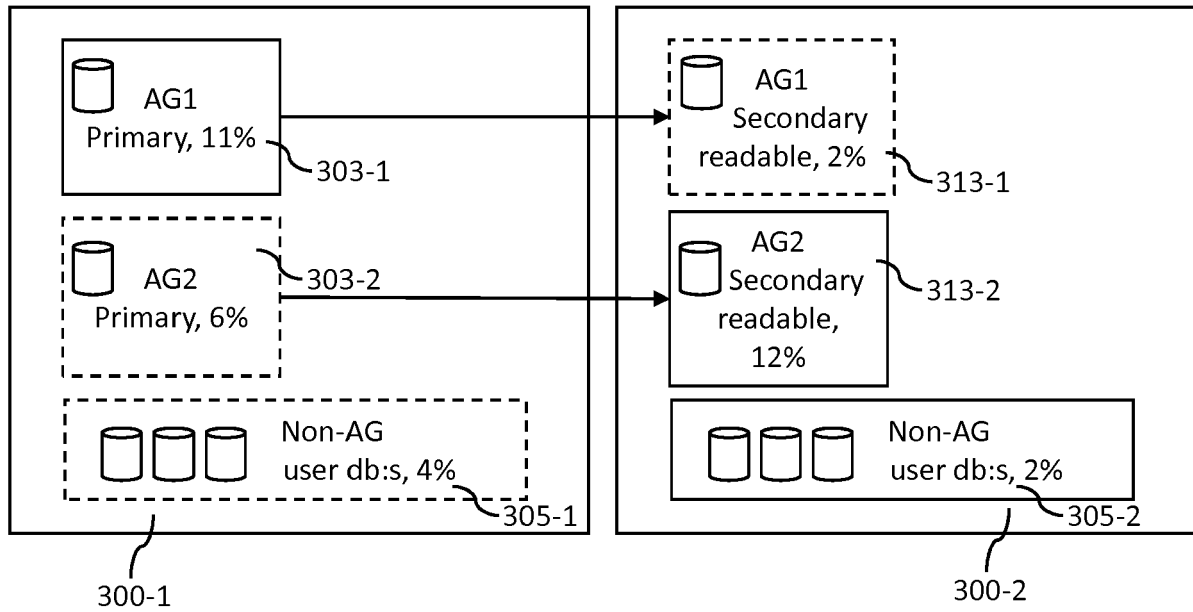 AG1
Primary, 11%
303-1
AG2
303-2
Primary, 6%
Non-AG
user db:s, 4%
305-1
300-1
AG1
Secondary
readable, 2%
313-1
AG2
Secondary
313-2
readable,
12%
Non-AG
user db:s, 2%
305-2
300-2